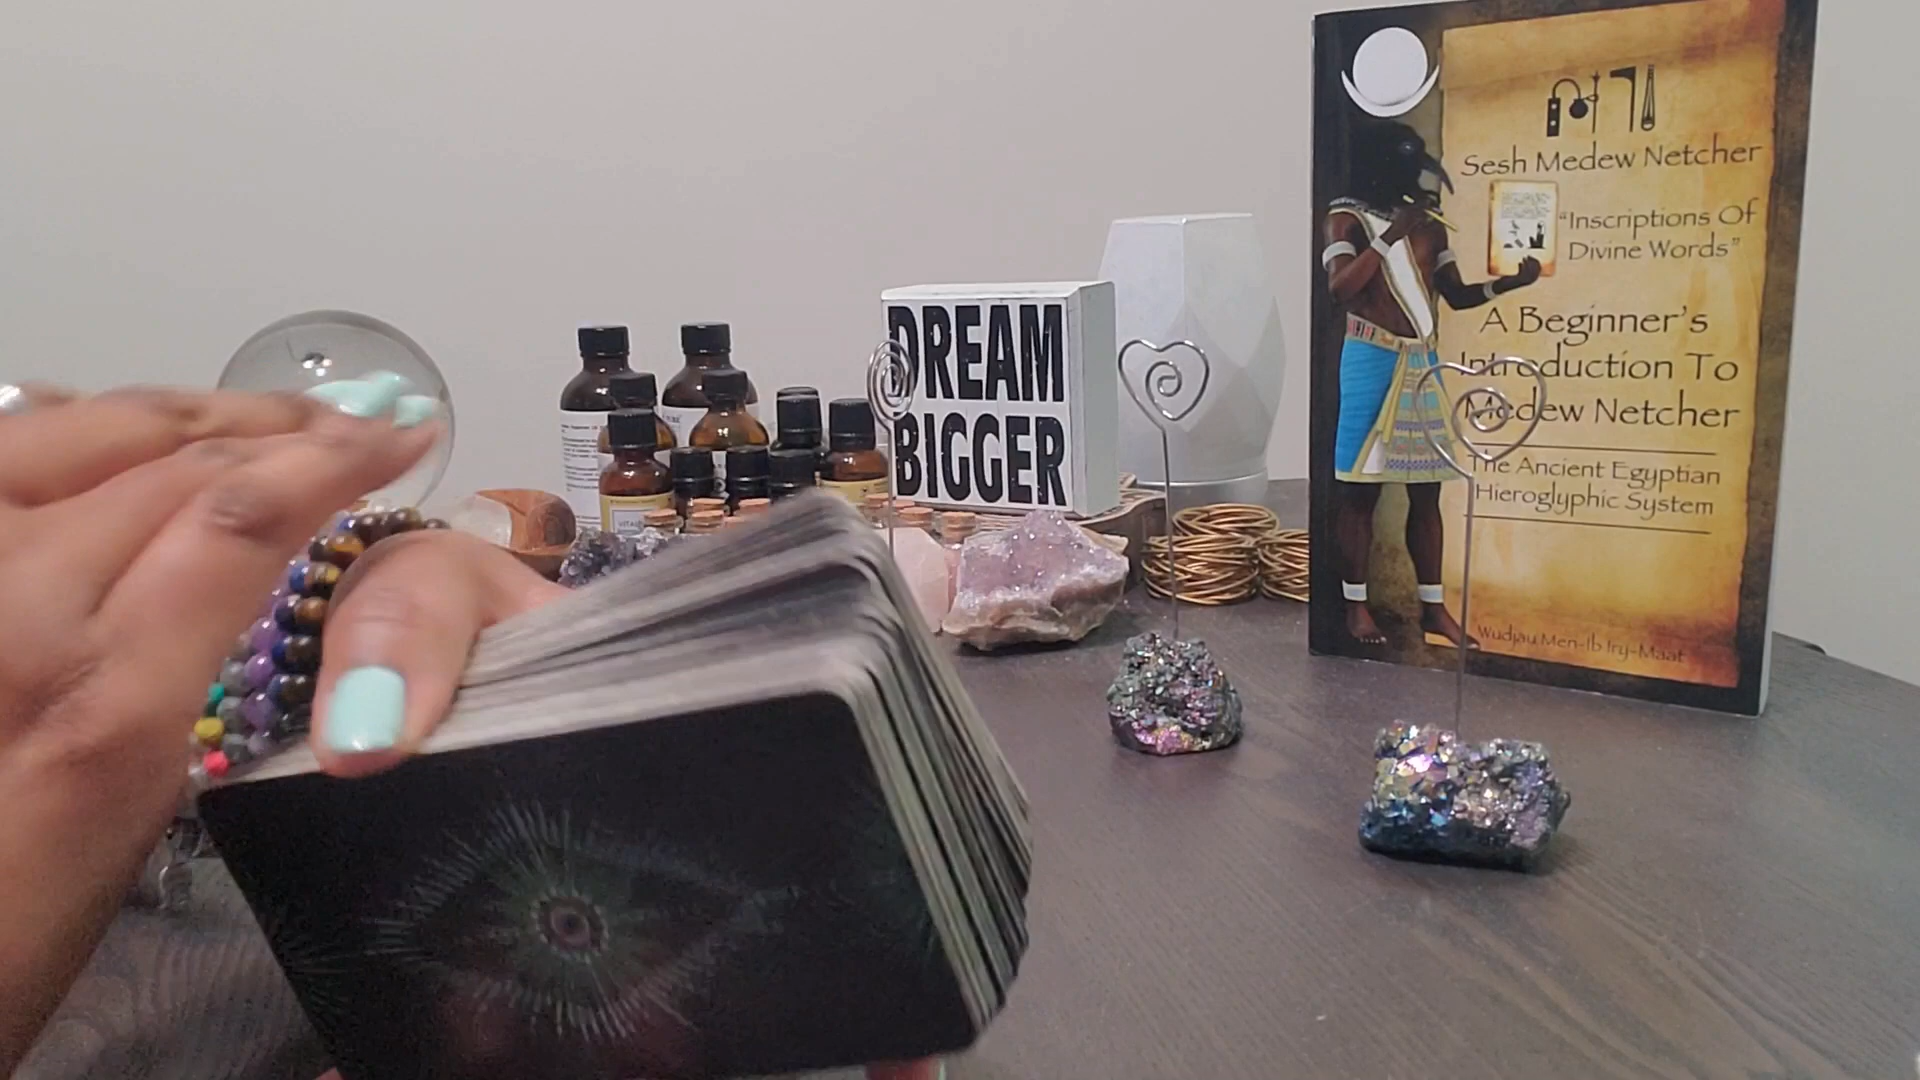 DREAM
BIGGER
Sesh Medew Netcher
"Inscriptions Of
Divine Words"
A Beginner's
Introduction To
Medew Netcher
The Ancient Egyptian
Hieroglyphic System
Wudjau Men-Ib Iry-Maat